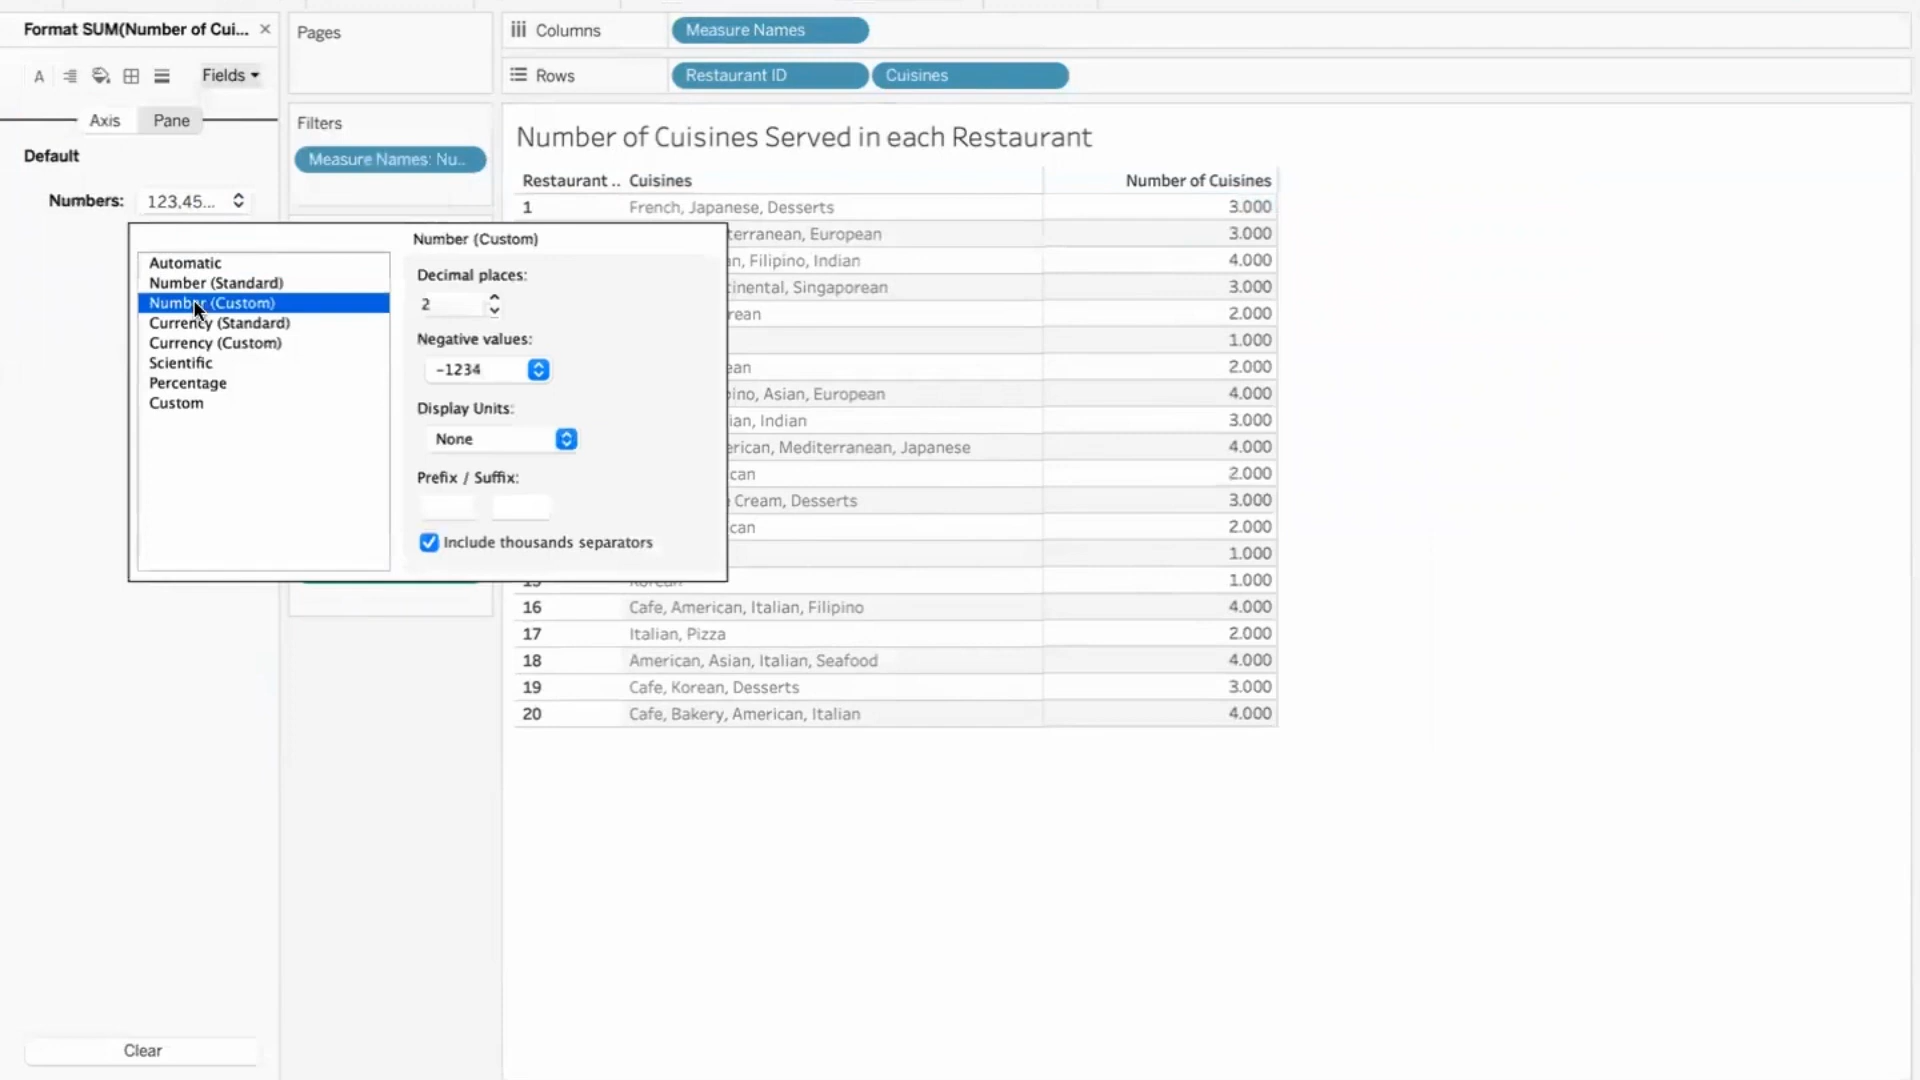 Format SUM(Number of Cui...
Fields
Axis
Pane
Default
Numbers: 123,45...
Pages
Filters
Measure Names: Nu..
Columns
Measure Names
Rows
Restaurant ID
Cuisines
Automatic
Number (Standard)
Number (Custom)
Currency (Standard)
Currency (Custom)
Scientific
Percentage
Custom
Number (Custom)
Decimal places:
2
Negative values:
-1234
Display Units:
None
Prefix / Suffix:
Include thousands separators
Clear
Number of Cuisines Served in each Restaurant
Restaurant .. Cuisines Number of Cuisines
1 French, Japanese, Desserts 3.000
terranean, European 3.000
an, Filipino, Indian 4.000
inental, Singaporean 3.000
rean 2.000
1.000
ean 2.000
pino, Asian, European 4.000
ian, Indian 3.000
erican, Mediterranean, Japanese 4.000
can 2.000
Cream, Desserts 3.000
can 2.000
1.000
15 Korean 1.000
16 Cafe, American, Italian, Filipino 4.000
17 Italian, Pizza 2.000
18 American, Asian, Italian, Seafood 4.000
19 Cafe, Korean, Desserts 3.000
20 Cafe, Bakery, American, Italian 4.000